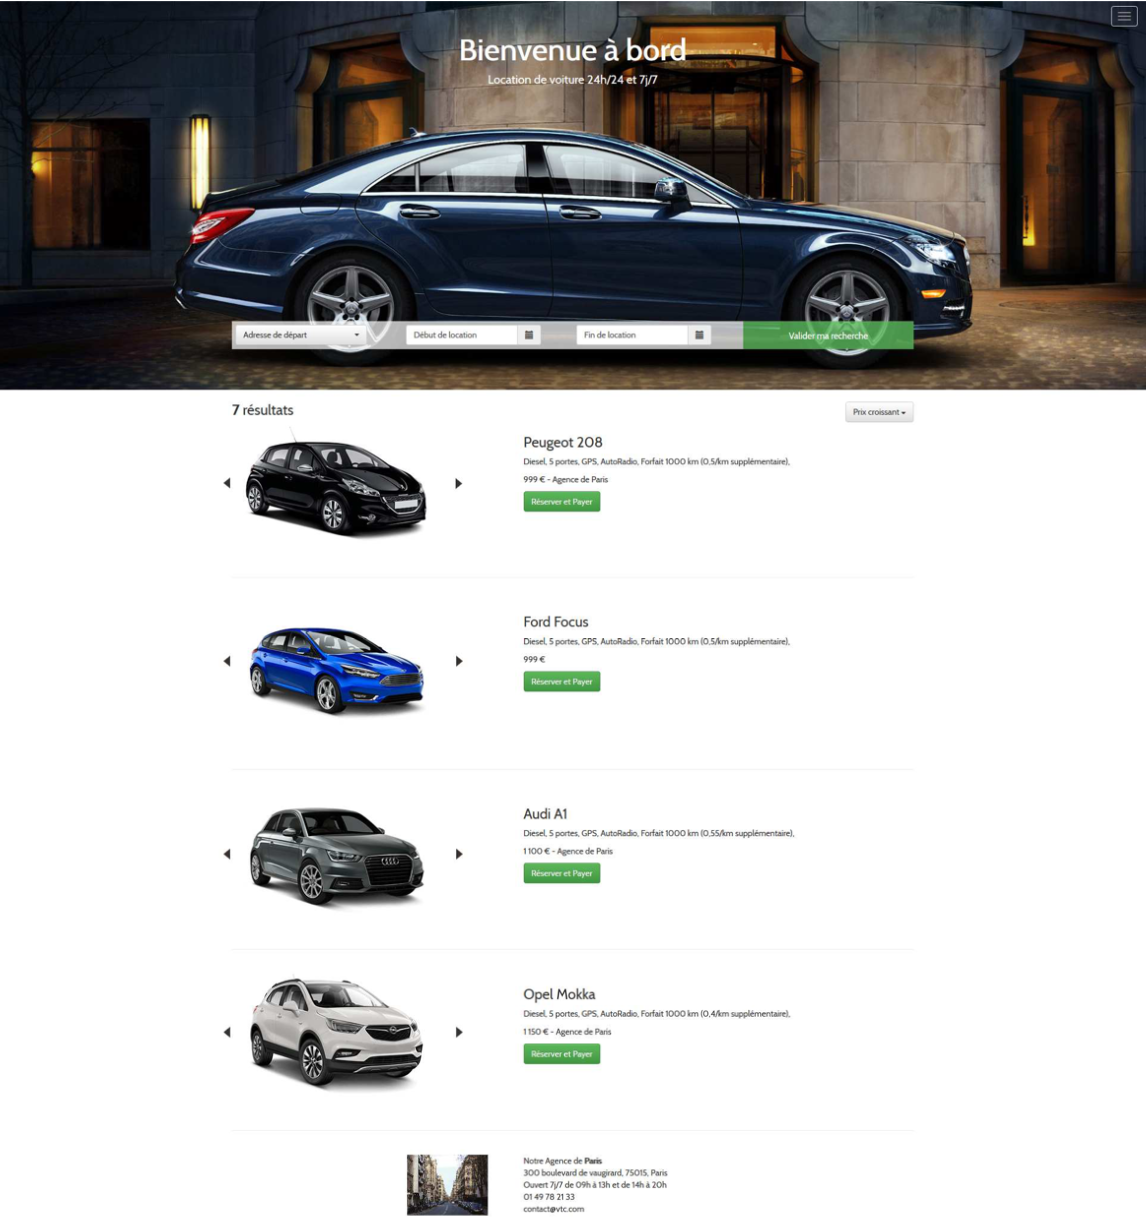 Bienvenue à bord
Location de voiture 24h/24 et 7j/7
Adresse de départ
Début de location
Fin de location
Valider ma recherche
7 résultats
Prix croissant
Peugeot 208
Diesel, 5 portes, GPS, AutoRadio, Forfait 1000 km (0,5/km supplémentaire),
999 € - Agence de Paris
Réserver et Payer
Ford Focus
Diesel, 5 portes, GPS, AutoRadio, Forfait 1000 km (0,5/km supplémentaire),
999 €
Réserver et Payer
Audi A1
Diesel, 5 portes, GPS, AutoRadio, Forfait 1000 km (0,55/km supplémentaire),
1 100 € - Agence de Paris
Réserver et Payer
Opel Mokka
Diesel, 5 portes, GPS, AutoRadio, Forfait 1000 km (0,4/km supplémentaire),
1 150 € - Agence de Paris
Réserver et Payer
Notre Agence de Paris
300 boulevard de vaugirard, 75015, Paris
Ouvert 7j/7 de 09h à 13h et de 14h à 20h
01 49 78 21 33
contact@vtc.com